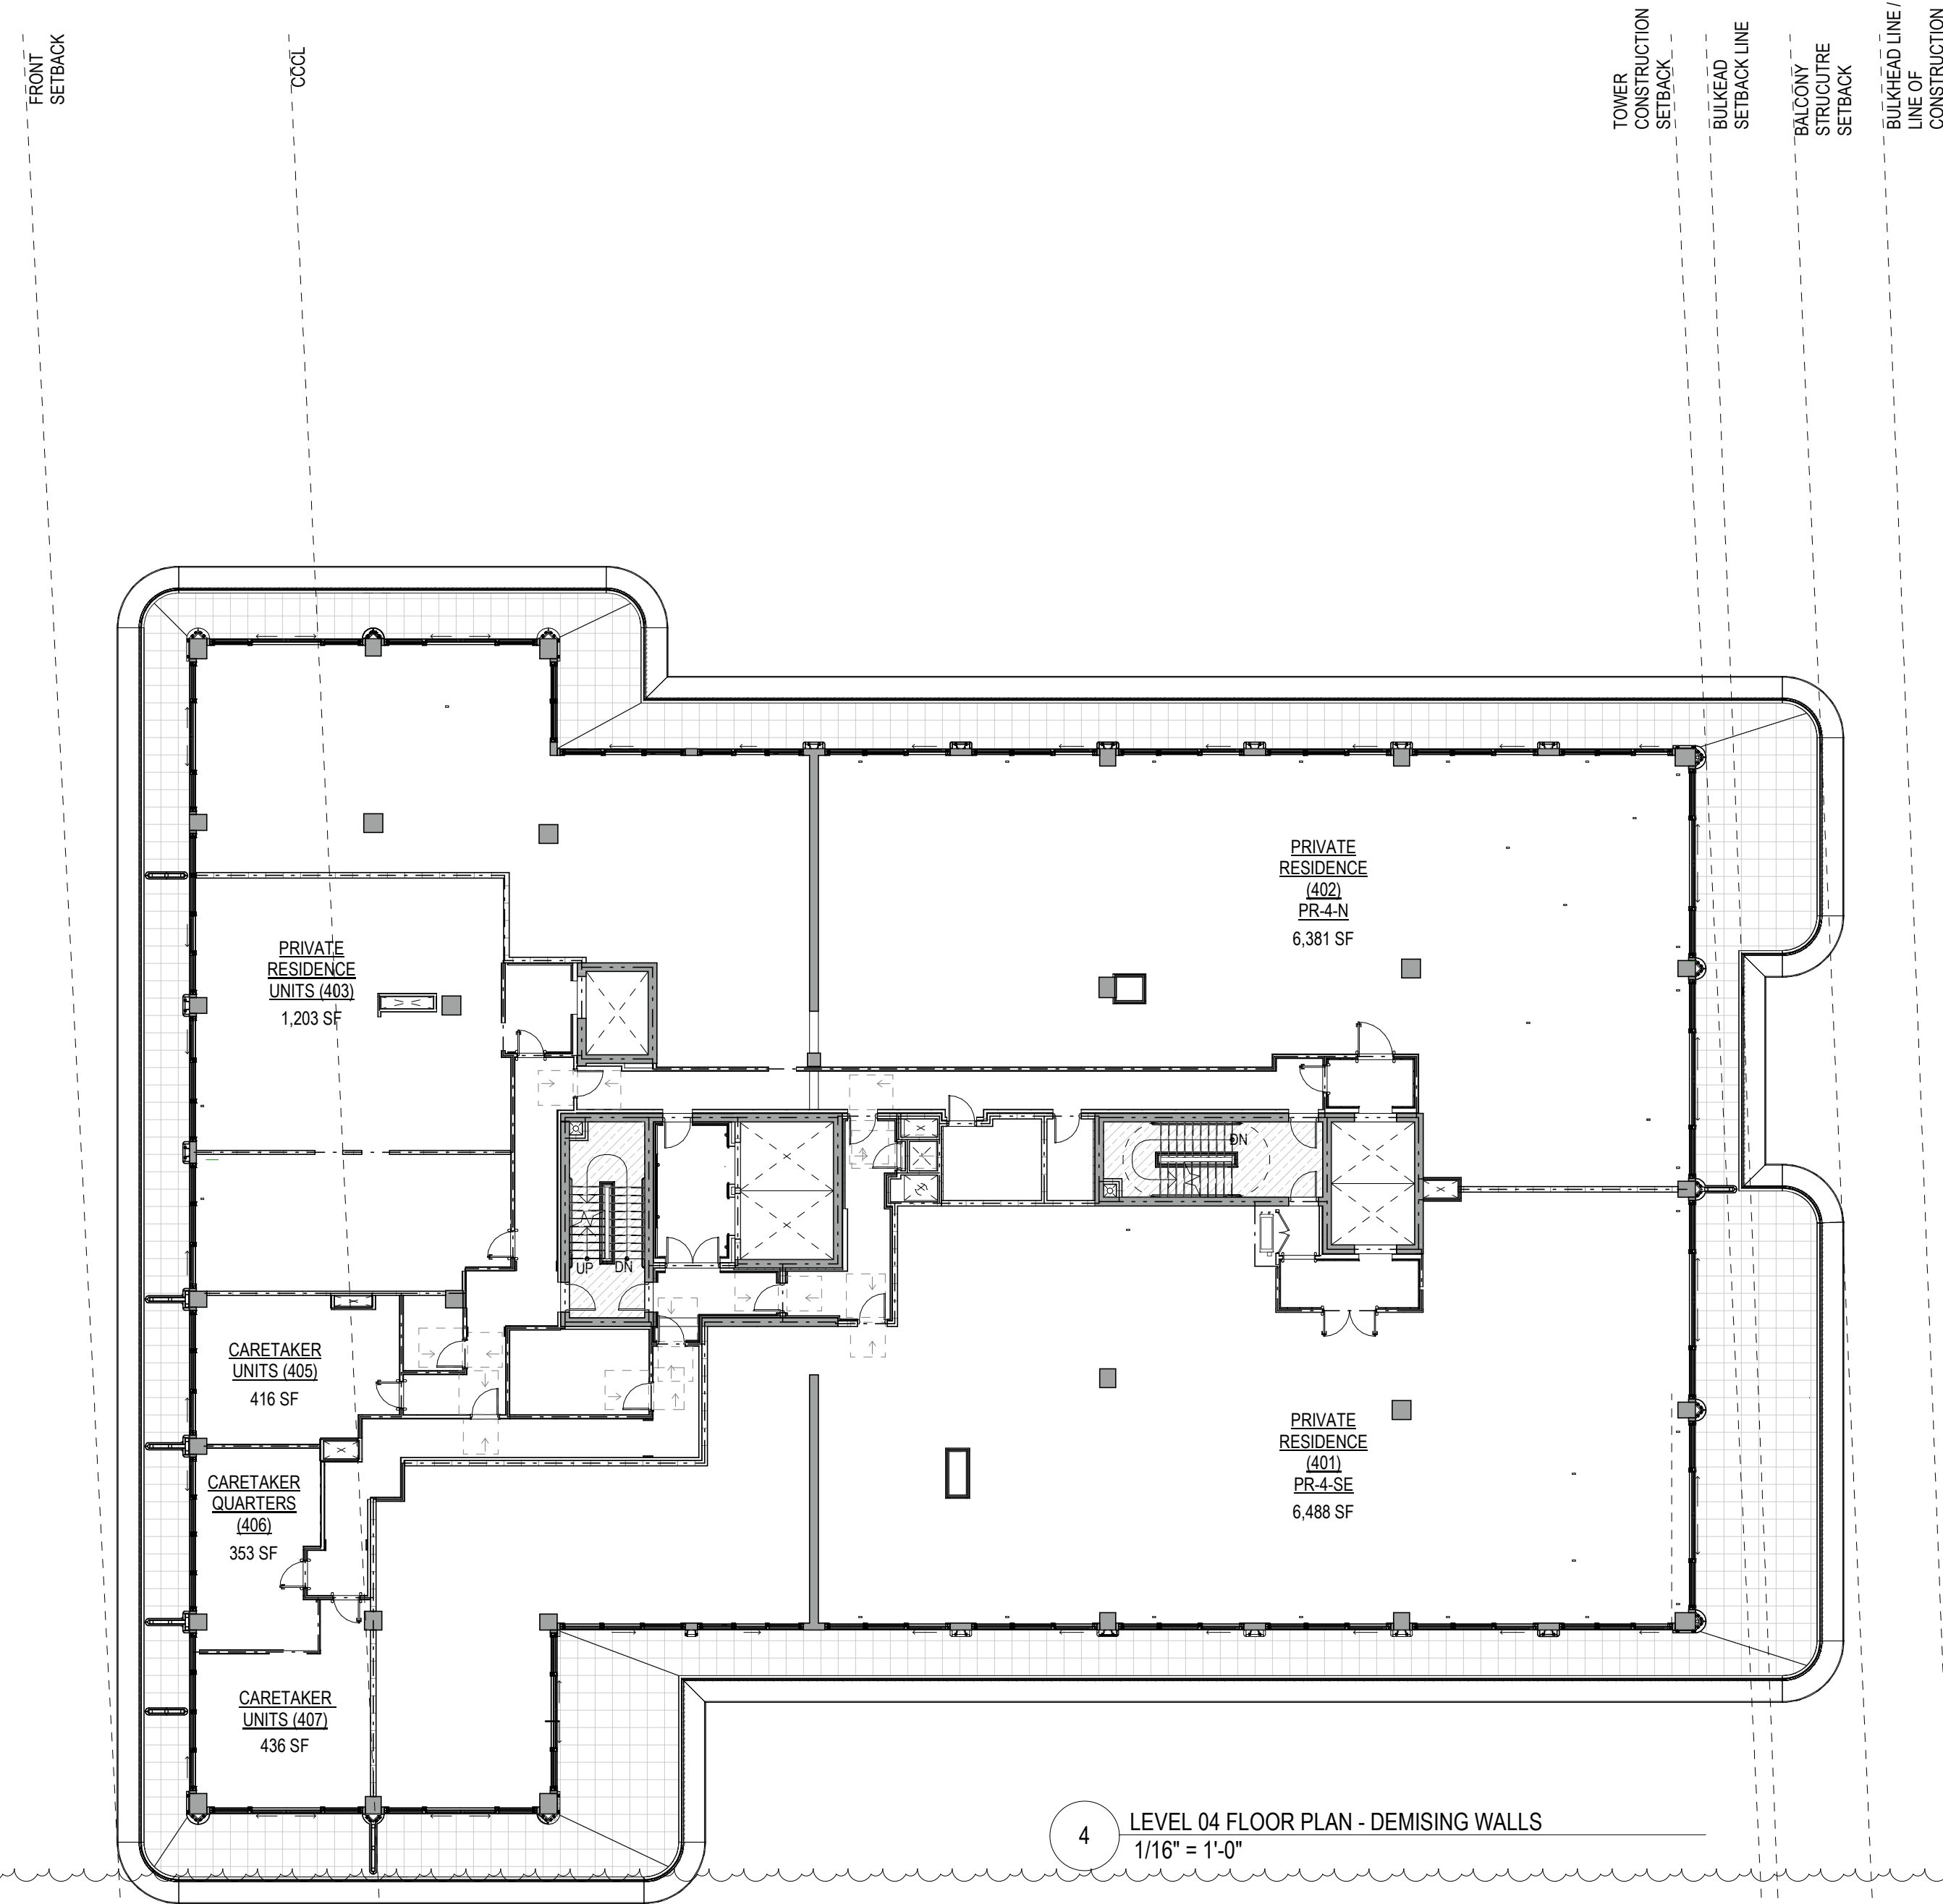 FRONT
SETBACK
CCCL
TOWER
CONSTRUCTION
SETBACK
BULKEAD
SETBACK LINE
BALCONY
STRUCUTRE
SETBACK
BULKHEAD LINE /
LINE OF
CONSTRUCTION
PRIVATE
RESIDENCE
(402)
PR-4-N
6,381 SF
PRIVATE
RESIDENCE
UNITS (403)
1,203 SF
DN
UP DN
CARETAKER
UNITS (405)
416 SF
CARETAKER
QUARTERS
(406)
353 SF
PRIVATE
RESIDENCE
(401)
PR-4-SE
6,488 SF
CARETAKER
UNITS (407)
436 SF
4
LEVEL 04 FLOOR PLAN - DEMISING WALLS
1/16" = 1'-0"